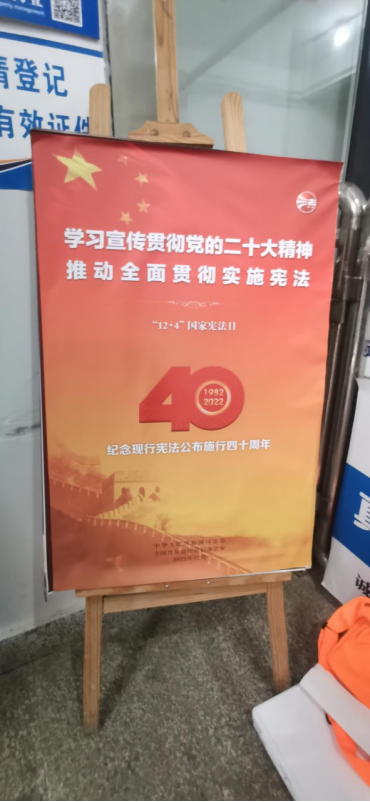 请登记
有效证件
学习宣传贯彻党的二十大精神
推动全面贯彻实施宪法
“12·4”国家宪法日
40
1982
2022
纪念现行宪法公布施行四十周年